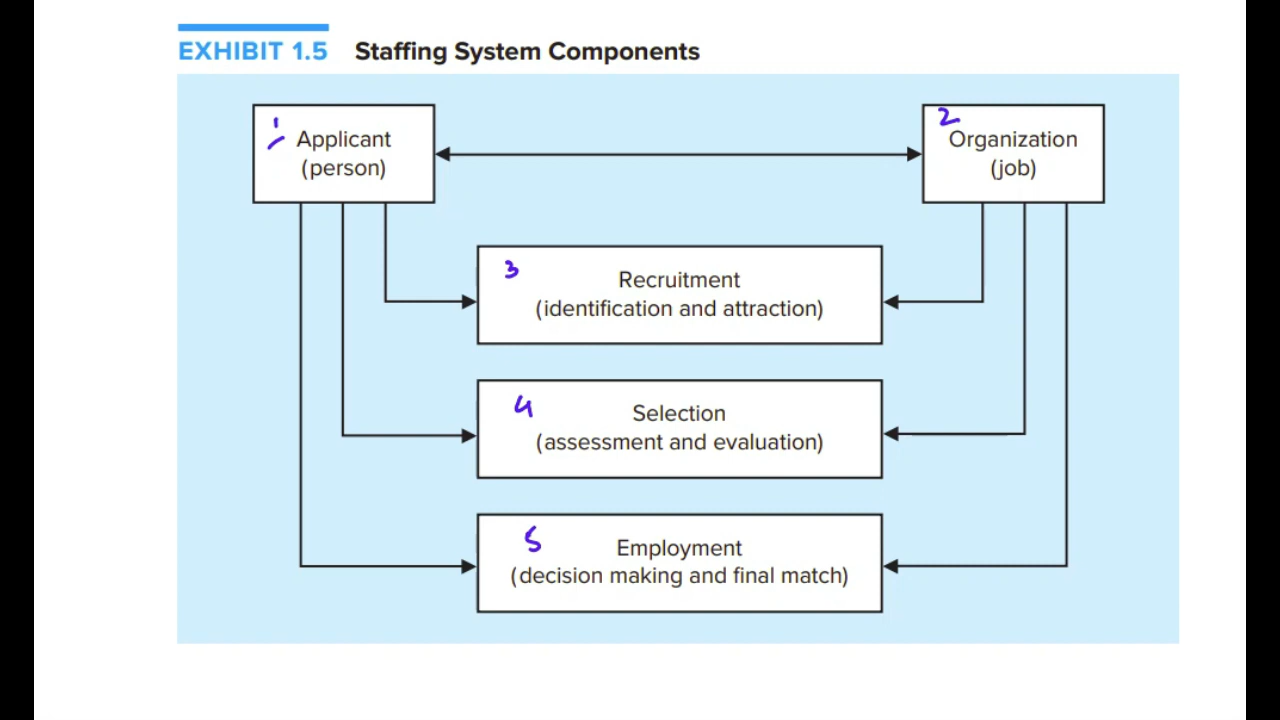 EXHIBIT 1.5 Staffing System Components
1
Applicant
(person)
2
Organization
(job)
3
Recruitment
(identification and attraction)
4
Selection
(assessment and evaluation)
5
Employment
(decision making and final match)